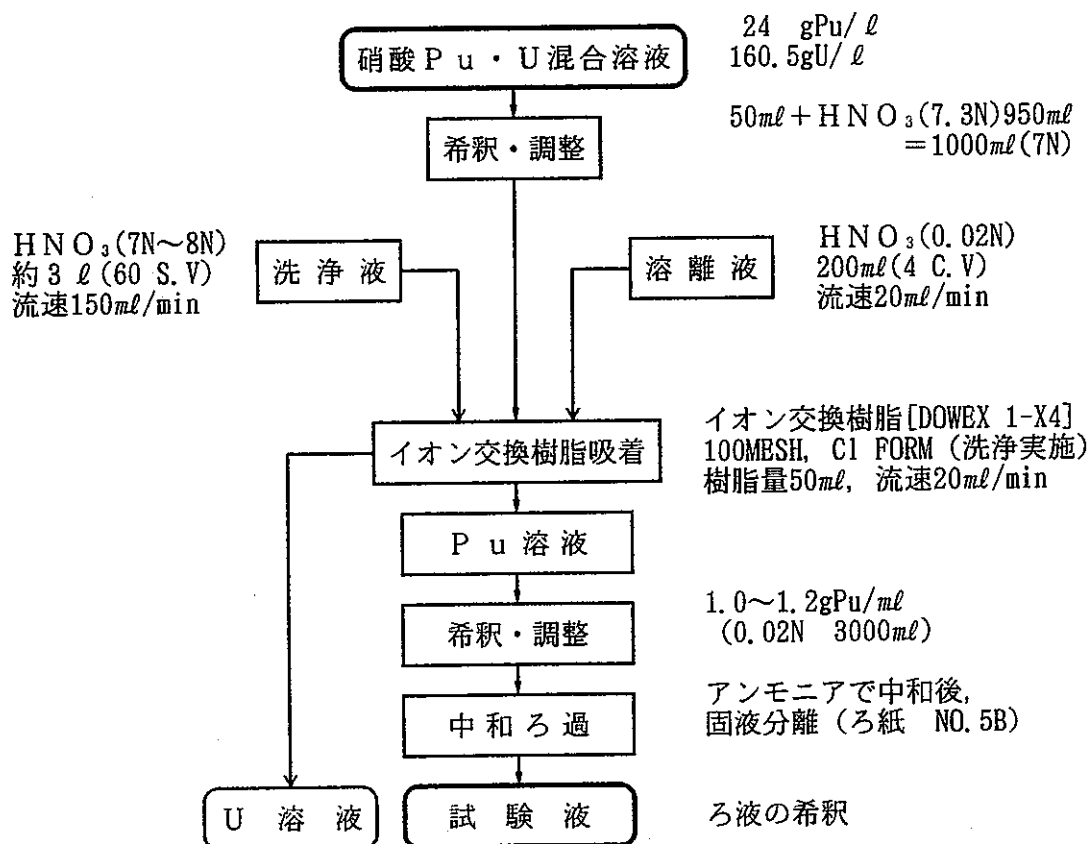 硝酸Ｐｕ・Ｕ混合溶液
24 gPu/ℓ
160.5gU/ℓ
希釈・調整
50mℓ＋ＨＮＯ₃(7.3N)950mℓ
＝1000mℓ(7N)
ＨＮＯ₃(7N～8N)
約３ℓ(60 S.V)
流速150mℓ/min
洗浄液
溶離液
ＨＮＯ₃(0.02N)
200mℓ(4 C.V)
流速20mℓ/min
イオン交換樹脂吸着
イオン交換樹脂[DOWEX 1-X4]
100MESH, Cl FORM (洗浄実施)
樹脂量50mℓ, 流速20mℓ/min
Ｐｕ溶液
希釈・調整
1.0～1.2gPu/mℓ
(0.02N 3000mℓ)
中和ろ過
アンモニアで中和後,
固液分離 (ろ紙 NO.5B)
Ｕ溶液
試験液
ろ液の希釈